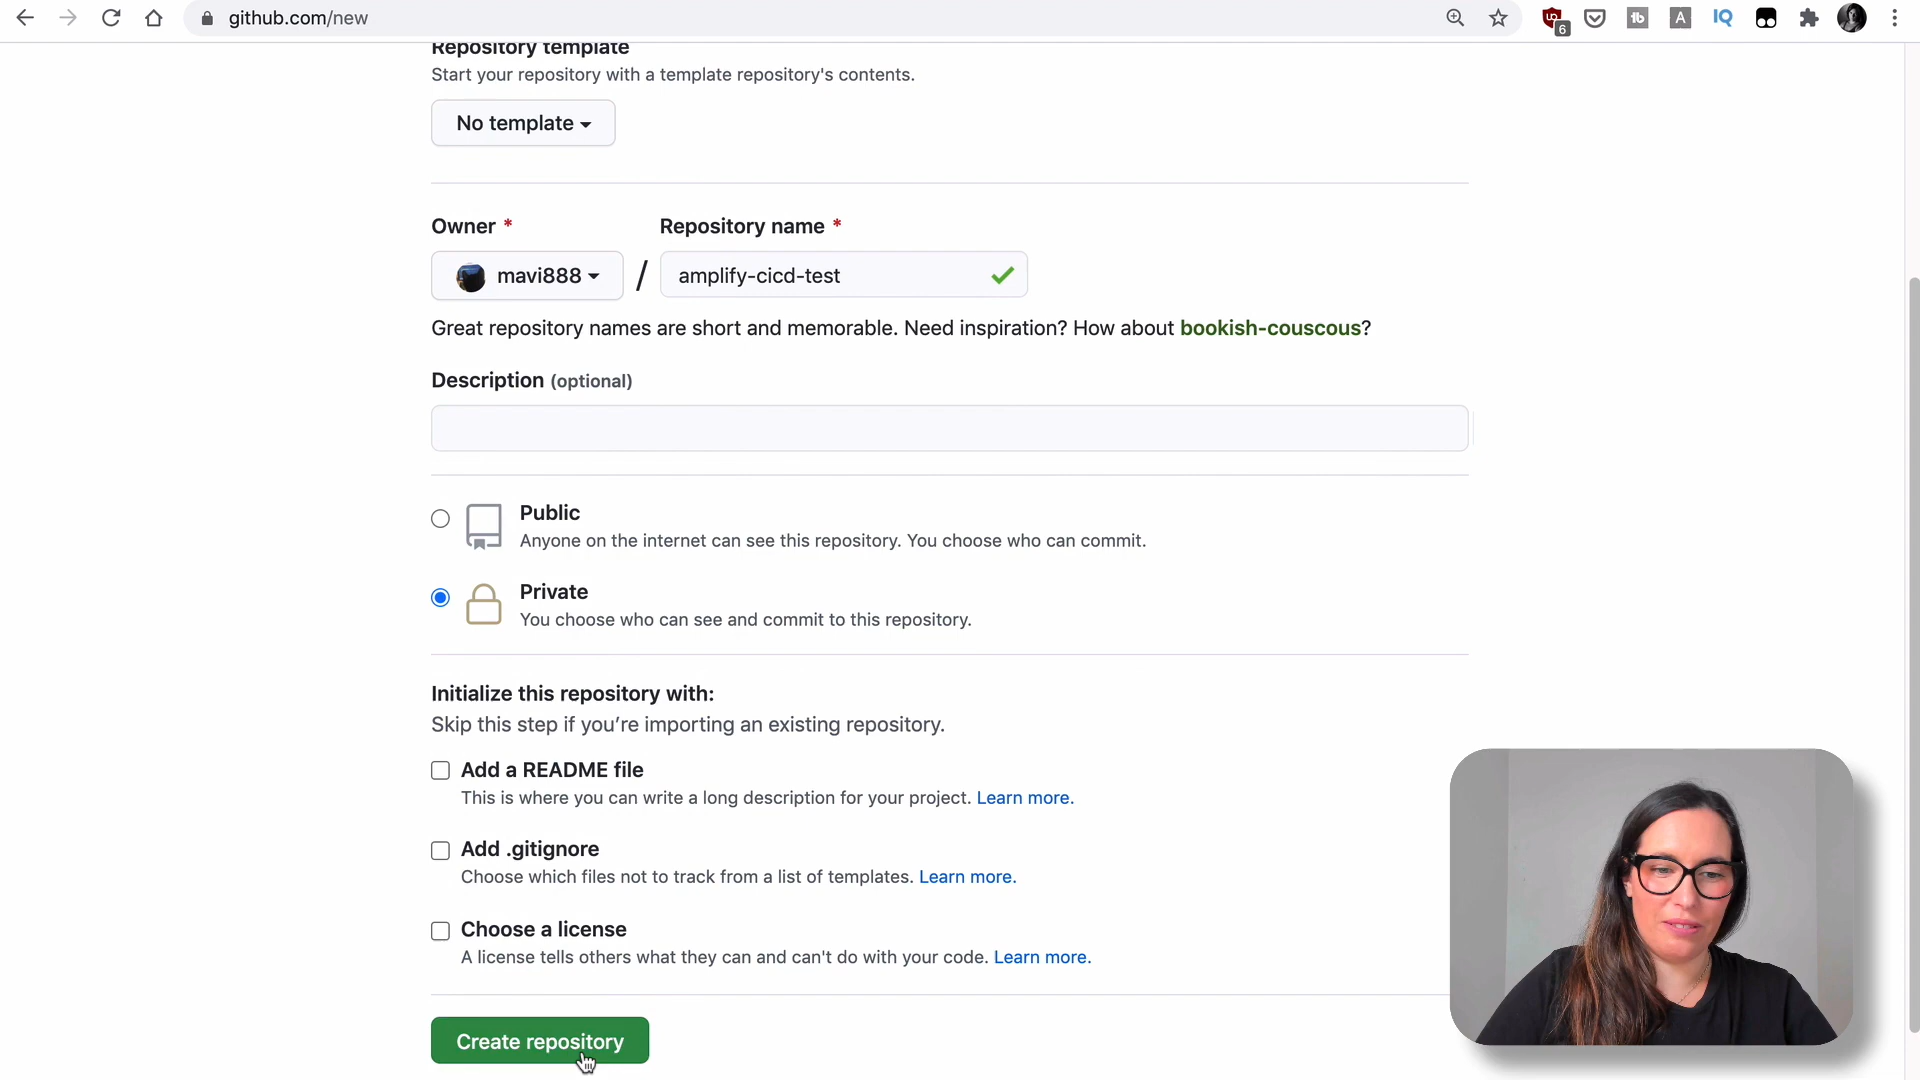 github.com/new
6
tb
A
IQ
Repository template
Start your repository with a template repository's contents.
No template
Owner *
Repository name *
mavi888
/
amplify-cicd-test
Great repository names are short and memorable. Need inspiration? How about bookish-couscous?
Description (optional)
Public
Anyone on the internet can see this repository. You choose who can commit.
Private
You choose who can see and commit to this repository.
Initialize this repository with:
Skip this step if you’re importing an existing repository.
Add a README file
This is where you can write a long description for your project. Learn more.
Add .gitignore
Choose which files not to track from a list of templates. Learn more.
Choose a license
A license tells others what they can and can't do with your code. Learn more.
Create repository